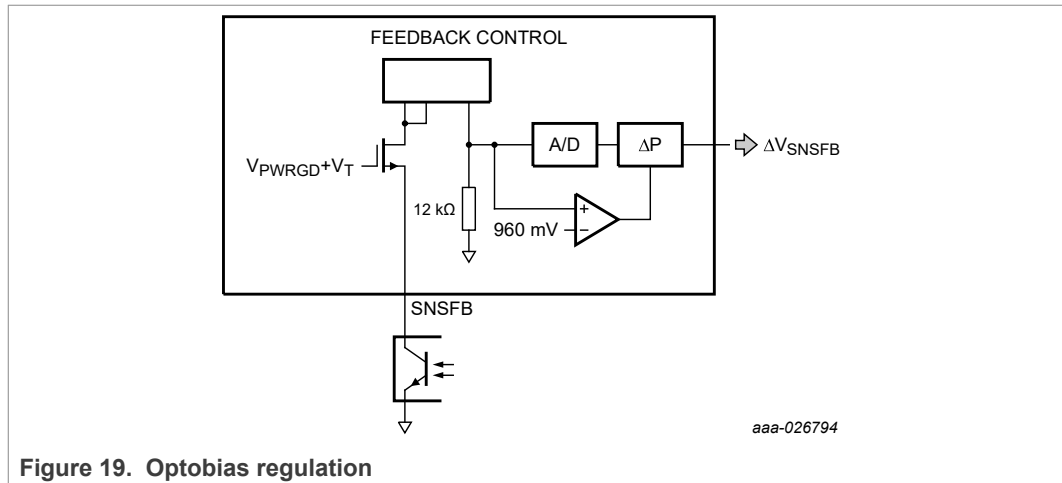 FEEDBACK CONTROL
A/D
ΔP
ΔVSNSFB
VPWRGD+VT
12 kΩ
+
960 mV
−
SNSFB
aaa-026794
Figure 19. Optobias regulation